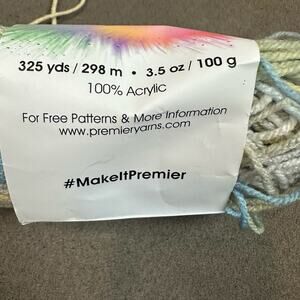 325 yds / 298 m • 3.5 oz / 100 g
100% Acrylic
For Free Patterns & More Information
www.premieryarns.com
#MakeItPremier